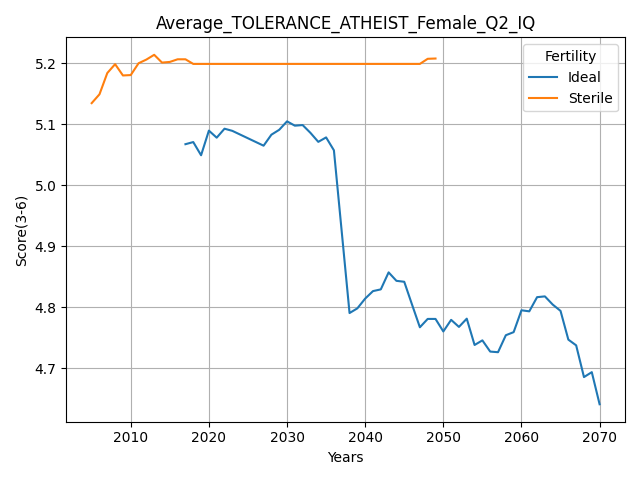 Average_TOLERANCE_ATHEIST_Female_Q2_IQ
Fertility
Ideal
Sterile
Score(3-6)
5.2
5.1
5.0
4.9
4.8
4.7
2010 2020 2030 2040 2050 2060 2070
Years